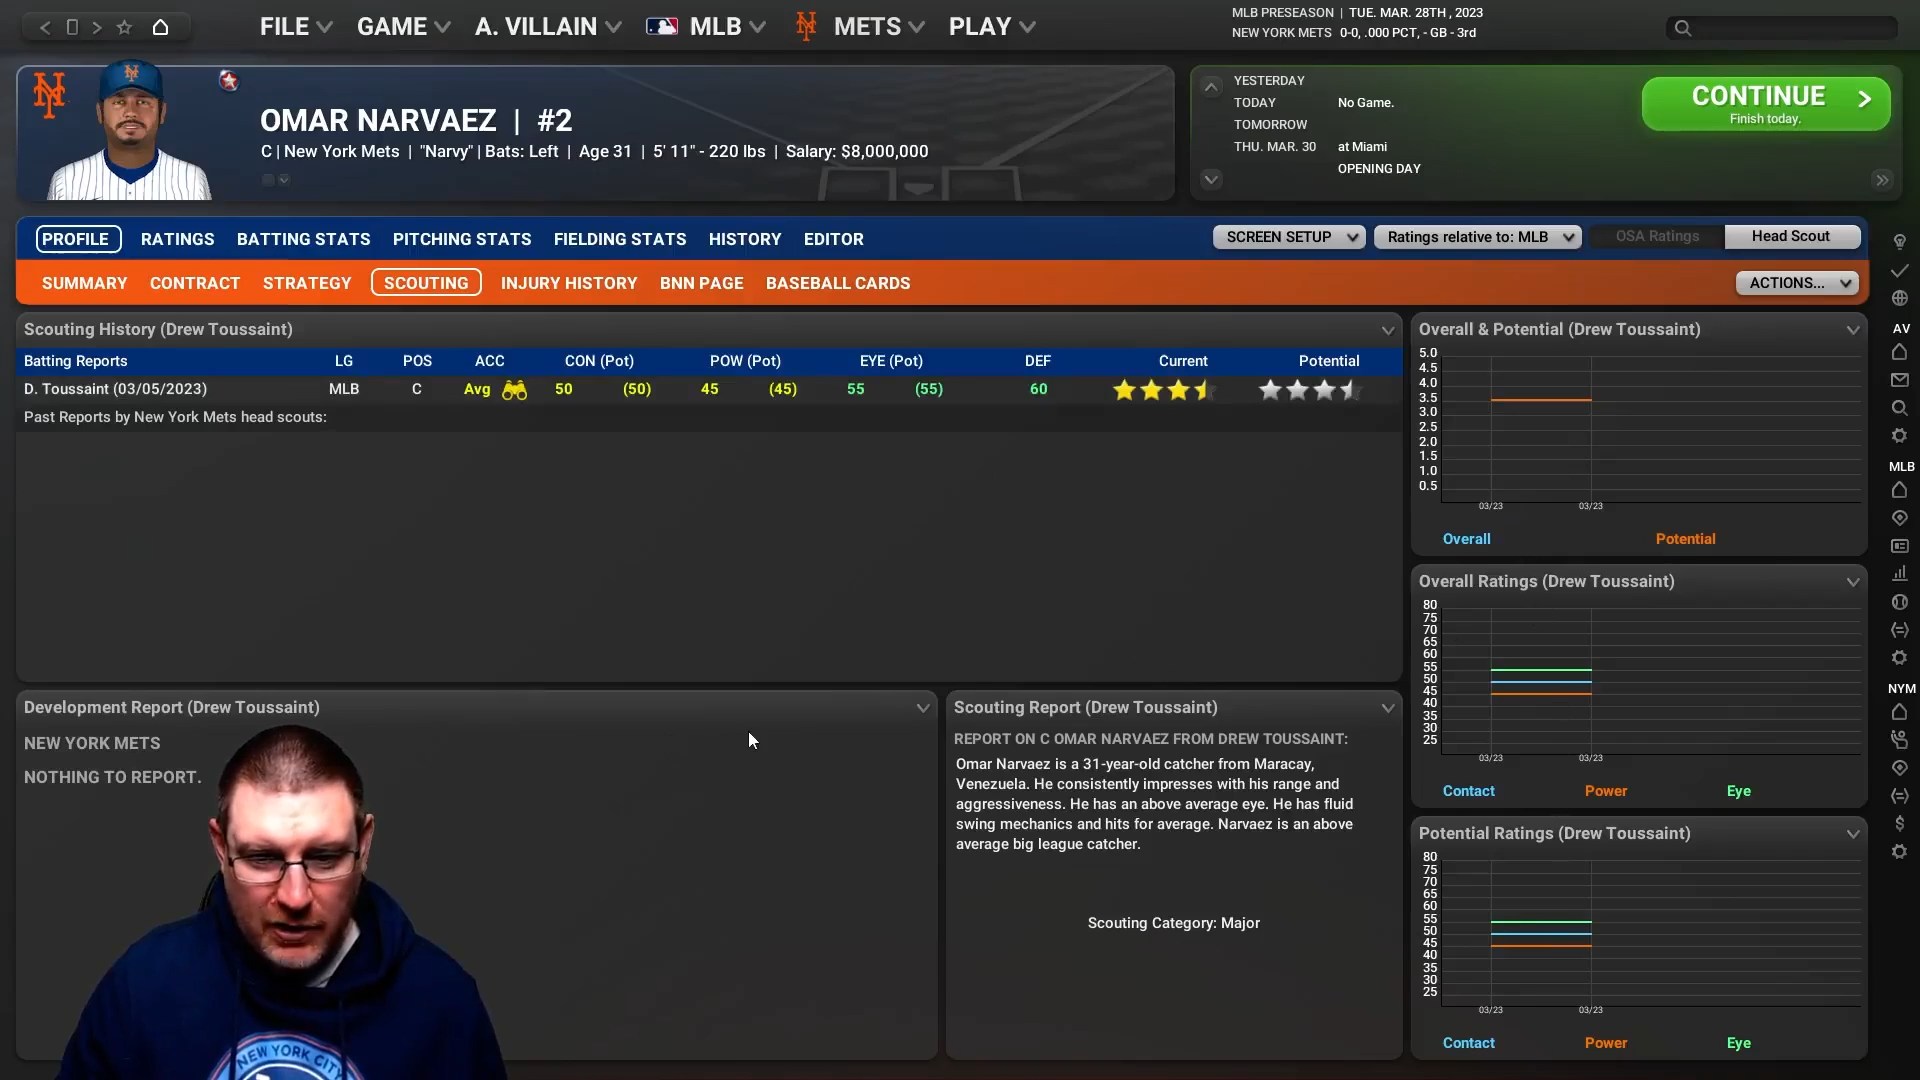 FILE GAME A. VILLAIN MLB METS PLAY
MLB PRESEASON | TUE. MAR. 28TH , 2023
NEW YORK METS 0-0, .000 PCT, - GB - 3rd
OMAR NARVAEZ | #2
C | New York Mets | "Narvy" | Bats: Left | Age 31 | 5' 11" - 220 lbs | Salary: $8,000,000
YESTERDAY
TODAY No Game.
TOMORROW
THU. MAR. 30 at Miami
OPENING DAY
CONTINUE
Finish today.
PROFILE RATINGS BATTING STATS PITCHING STATS FIELDING STATS HISTORY EDITOR
SCREEN SETUP Ratings relative to: MLB OSA Ratings Head Scout
SUMMARY CONTRACT STRATEGY SCOUTING INJURY HISTORY BNN PAGE BASEBALL CARDS
ACTIONS...
Scouting History (Drew Toussaint)
Batting Reports LG POS ACC CON (Pot) POW (Pot) EYE (Pot) DEF Current Potential
D. Toussaint (03/05/2023) MLB C Avg 50 (50) 45 (45) 55 (55) 60
Past Reports by New York Mets head scouts:
Development Report (Drew Toussaint)
NEW YORK METS
NOTHING TO REPORT.
NEW YORK CITY
Scouting Report (Drew Toussaint)
REPORT ON C OMAR NARVAEZ FROM DREW TOUSSAINT:
Omar Narvaez is a 31-year-old catcher from Maracay,
Venezuela. He consistently impresses with his range and
aggressiveness. He has an above average eye. He has fluid
swing mechanics and hits for average. Narvaez is an above
average big league catcher.
Scouting Category: Major
Overall & Potential (Drew Toussaint)
5.0
4.5
4.0
3.5
3.0
2.5
2.0
1.5
1.0
0.5
03/23 03/23
Overall Potential
Overall Ratings (Drew Toussaint)
80
75
70
65
60
55
50
45
40
35
30
25
03/23 03/23
Contact Power Eye
Potential Ratings (Drew Toussaint)
80
75
70
65
60
55
50
45
40
35
30
25
03/23 03/23
Contact Power Eye
AV
MLB
NYM